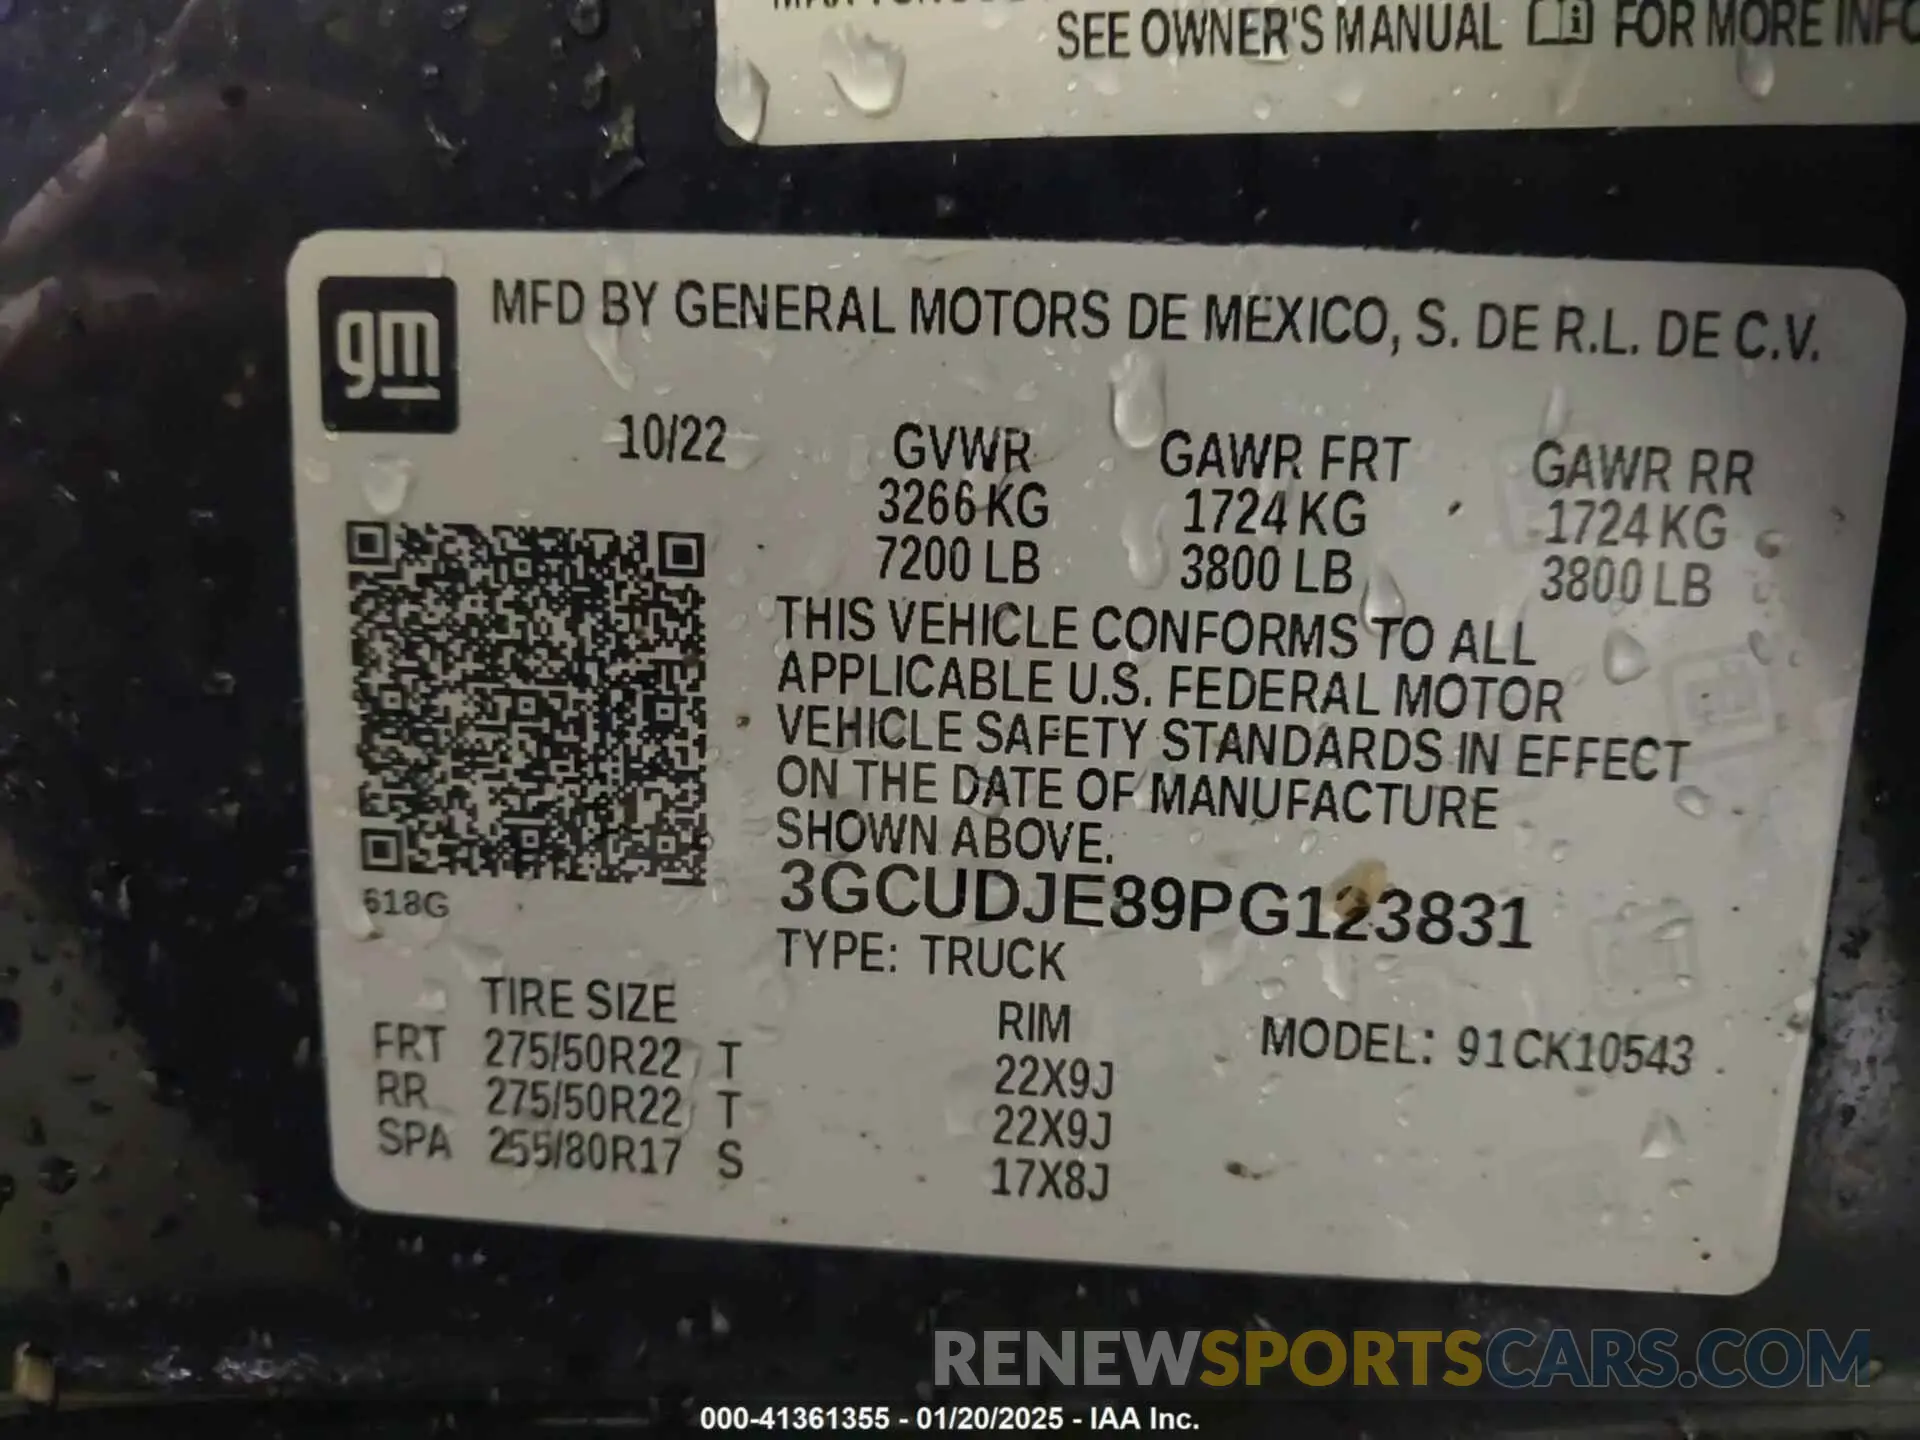 SEE OWNER'S MANUAL FOR MORE
gm
MFD BY GENERAL MOTORS DE MEXICO, S. DE R.L. DE C.V.
10/22 GVWR GAWR FRT GAWR RR
3266 KG 1724 KG 1724 KG
7200 LB 3800 LB 3800 LB
THIS VEHICLE CONFORMS TO ALL
APPLICABLE U.S. FEDERAL MOTOR
VEHICLE SAFETY STANDARDS IN EFFECT
ON THE DATE OF MANUFACTURE
SHOWN ABOVE.
3GCUDJE89PG123831
618G
TYPE: TRUCK
TIRE SIZE RIM MODEL: 91CK10543
FRT 275/50R22 T 22X9J
RR 275/50R22 T 22X9J
SPA 255/80R17 S 17X8J
RENEWSPORTSCARS.COM
000-41361355 - 01/20/2025 - IAA Inc.